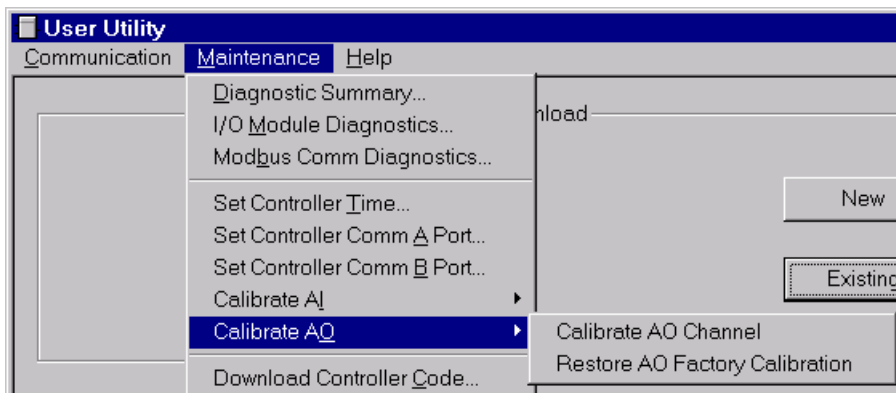 User Utility
Communication Maintenance Help
Diagnostic Summary...
I/O Module Diagnostics...
Modbus Comm Diagnostics...
Set Controller Time...
Set Controller Comm A Port...
Set Controller Comm B Port...
Calibrate AI
Calibrate AO
Download Controller Code...
Calibrate AO Channel
Restore AO Factory Calibration
nload
New
Existing